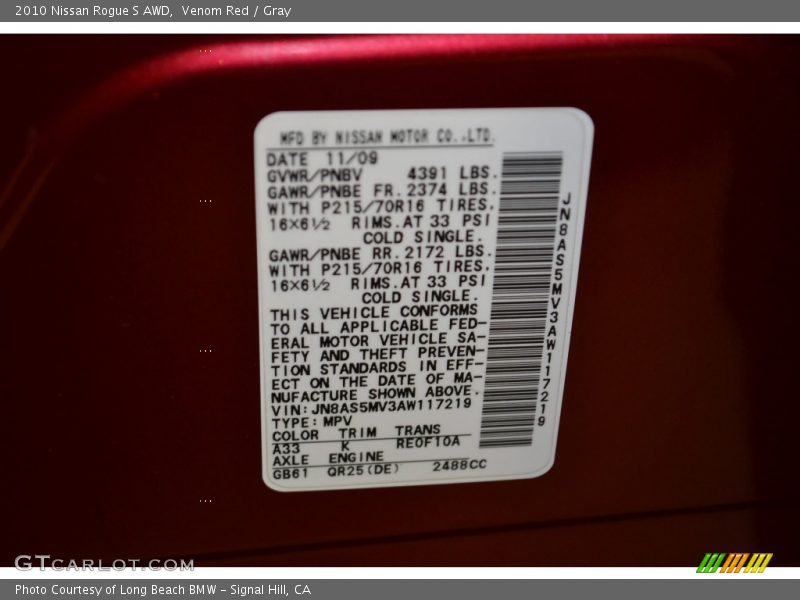 2010 Nissan Rogue S AWD,  Venom Red / Gray
MFD BY NISSAN MOTOR CO.,LTD.
DATE 11/09
GVWR/PNBV 4391 LBS.
GAWR/PNBE FR. 2374 LBS.
WITH P215/70R16 TIRES.
16×6½ RIMS.AT 33 PSI
COLD SINGLE.
GAWR/PNBE RR. 2172 LBS.
WITH P215/70R16 TIRES.
16×6½ RIMS.AT 33 PSI
COLD SINGLE.
THIS VEHICLE CONFORMS
TO ALL APPLICABLE FED-
ERAL MOTOR VEHICLE SA-
FETY AND THEFT PREVEN-
TION STANDARDS IN EFF-
ECT ON THE DATE OF MA-
NUFACTURE SHOWN ABOVE.
VIN:JN8AS5MV3AW117219
TYPE:MPV
COLOR TRIM TRANS
A33 K RE0F10A
AXLE ENGINE
GB61 QR25(DE) 2488CC
JN8AS5MV3AW117219
GTCARLOT.COM
Photo Courtesy of Long Beach BMW - Signal Hill, CA